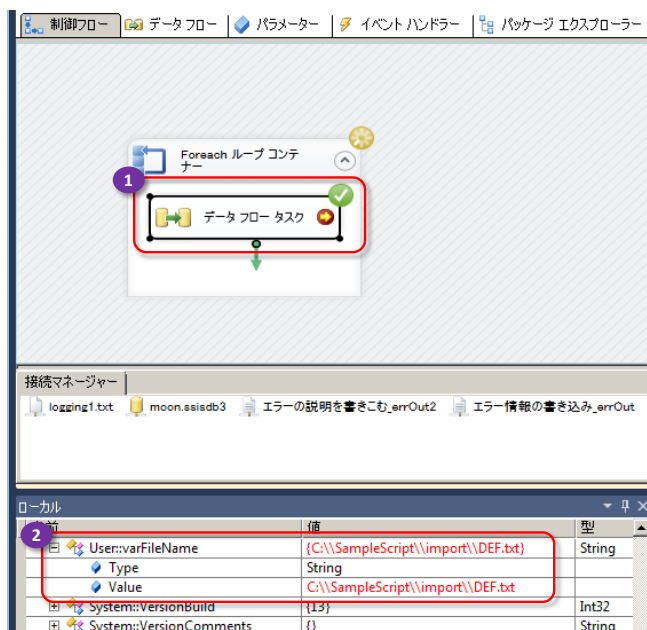 制御フロー データ フロー パラメーター イベント ハンドラー パッケージ エクスプローラー
Foreach ループ コンテ
ナー
1
データ フロー タスク
接続マネージャー
logging1.txt moon.ssisdb3 エラーの説明を書きこむ_errOut2 エラー情報の書き込み_errOut
ローカル
値 型
2
User::varFileName {C:\\SampleScript\\import\\DEF.txt} String
Type String
Value C:\\SampleScript\\import\\DEF.txt
System::VersionBuild {13} Int32
System::VersionComments {} String